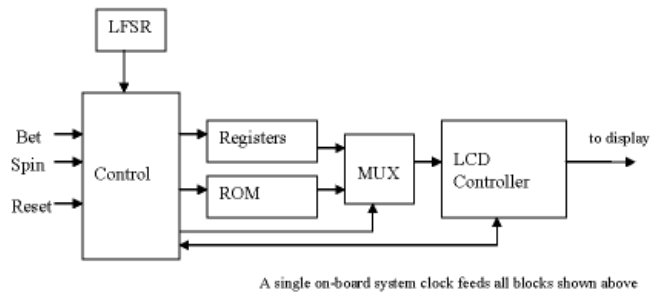 LFSR
Bet
Spin
Reset
Control
Registers
ROM
MUX
LCD
Controller
to display
A single on-board system clock feeds all blocks shown above